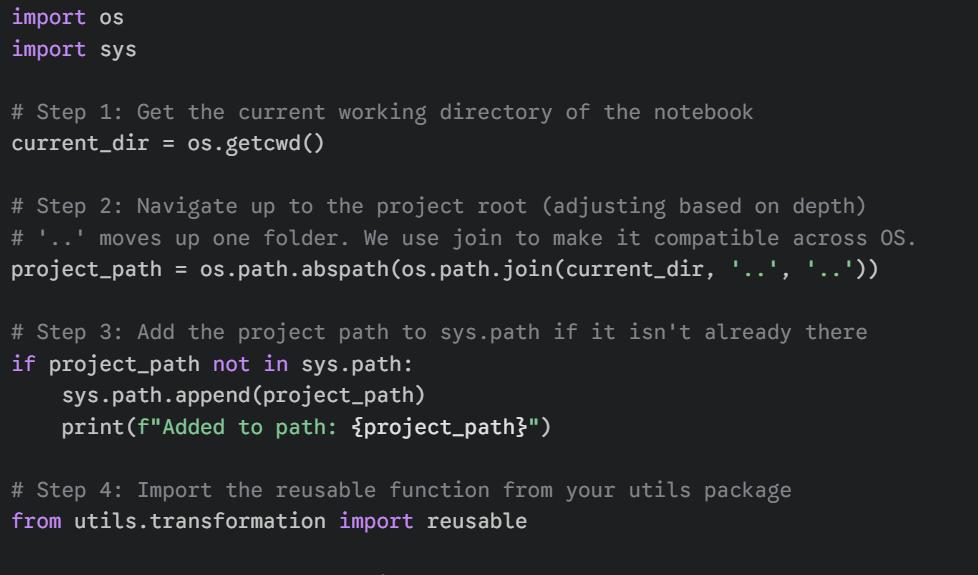 import os
import sys
# Step 1: Get the current working directory of the notebook
current_dir = os.getcwd()
# Step 2: Navigate up to the project root (adjusting based on depth)
# '..' moves up one folder. We use join to make it compatible across OS.
project_path = os.path.abspath(os.path.join(current_dir, '..', '..'))
# Step 3: Add the project path to sys.path if it isn't already there
if project_path not in sys.path:
    sys.path.append(project_path)
    print(f"Added to path: {project_path}")
# Step 4: Import the reusable function from your utils package
from utils.transformation import reusable